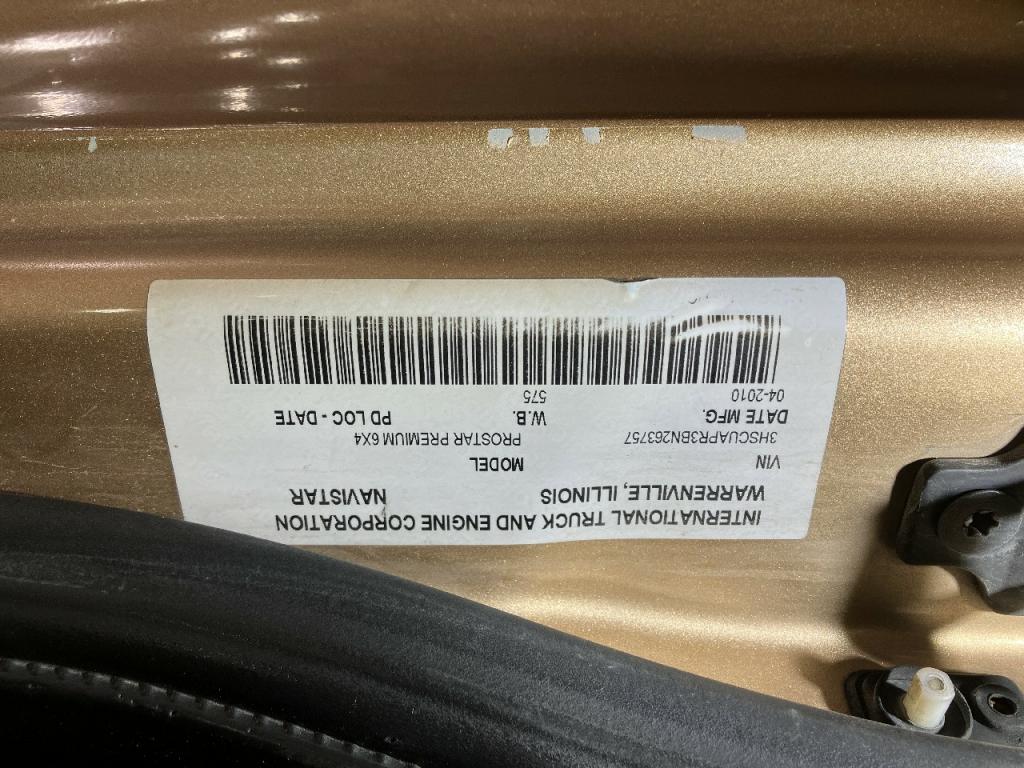 INTERNATIONAL TRUCK AND ENGINE CORPORATION
WARRENVILLE, ILLINOIS NAVISTAR
VIN MODEL
3HSCUAPR3BN263757 PROSTAR PREMIUM 6X4
DATE MFG. W.B. PD LOC - DATE
04-2010 575